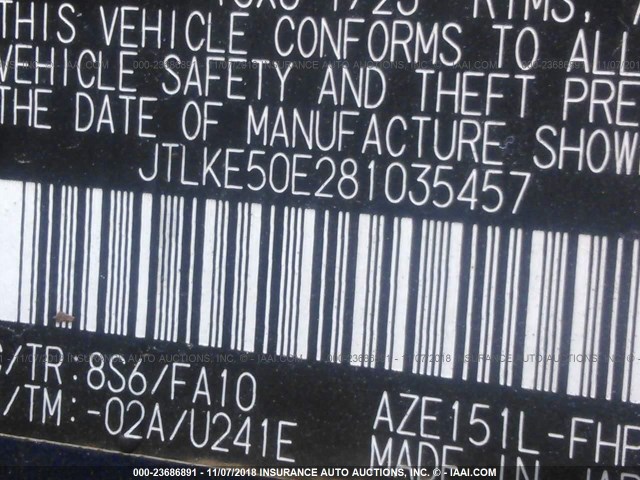 THIS VEHICLE CONFORMS TO ALL
VEHICLE SAFETY AND THEFT PRE
THE DATE OF MANUFACTURE SHOW
JTLKE50E281035457
C/TR: 8S6/FA10
/TM: -02A/U241E
AZE151L-FHP
MADE IN JA
000-23686891 - 11/07/2018 INSURANCE AUTO AUCTIONS, INC. © - IAAI.COM